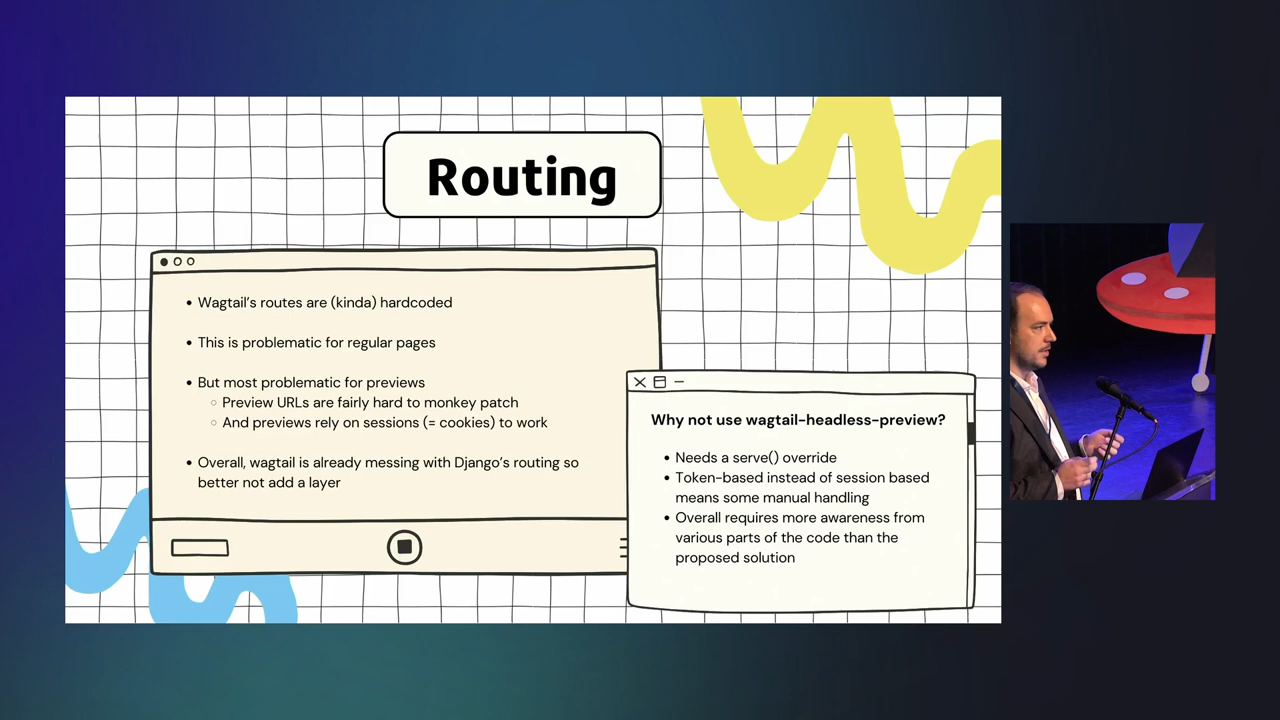 Routing
• Wagtail's routes are (kinda) hardcoded
• This is problematic for regular pages
• But most problematic for previews
◦ Preview URLs are fairly hard to monkey patch
◦ And previews rely on sessions (= cookies) to work
• Overall, wagtail is already messing with Django's routing so
better not add a layer
Why not use wagtail-headless-preview?
• Needs a serve() override
• Token-based instead of session based
means some manual handling
• Overall requires more awareness from
various parts of the code than the
proposed solution